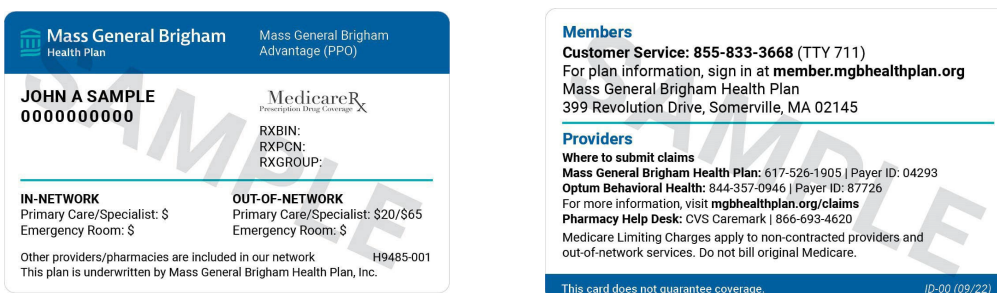 Mass General Brigham
Health Plan
Mass General Brigham
Advantage (PPO)
JOHN A SAMPLE
0000000000
MedicareRx
Prescription Drug Coverage
RXBIN:
RXPCN:
RXGROUP:
IN-NETWORK
Primary Care/Specialist: $
Emergency Room: $
OUT-OF-NETWORK
Primary Care/Specialist: $20/$65
Emergency Room: $
Other providers/pharmacies are included in our network H9485-001
This plan is underwritten by Mass General Brigham Health Plan, Inc.
SAMPLE
Members
Customer Service: 855-833-3668 (TTY 711)
For plan information, sign in at member.mgbhealthplan.org
Mass General Brigham Health Plan
399 Revolution Drive, Somerville, MA 02145
Providers
Where to submit claims
Mass General Brigham Health Plan: 617-526-1905 | Payer ID: 04293
Optum Behavioral Health: 844-357-0946 | Payer ID: 87726
For more information, visit mgbhealthplan.org/claims
Pharmacy Help Desk: CVS Caremark | 866-693-4620
Medicare Limiting Charges apply to non-contracted providers and
out-of-network services. Do not bill original Medicare.
This card does not guarantee coverage. ID-00 (09/22)
SAMPLE